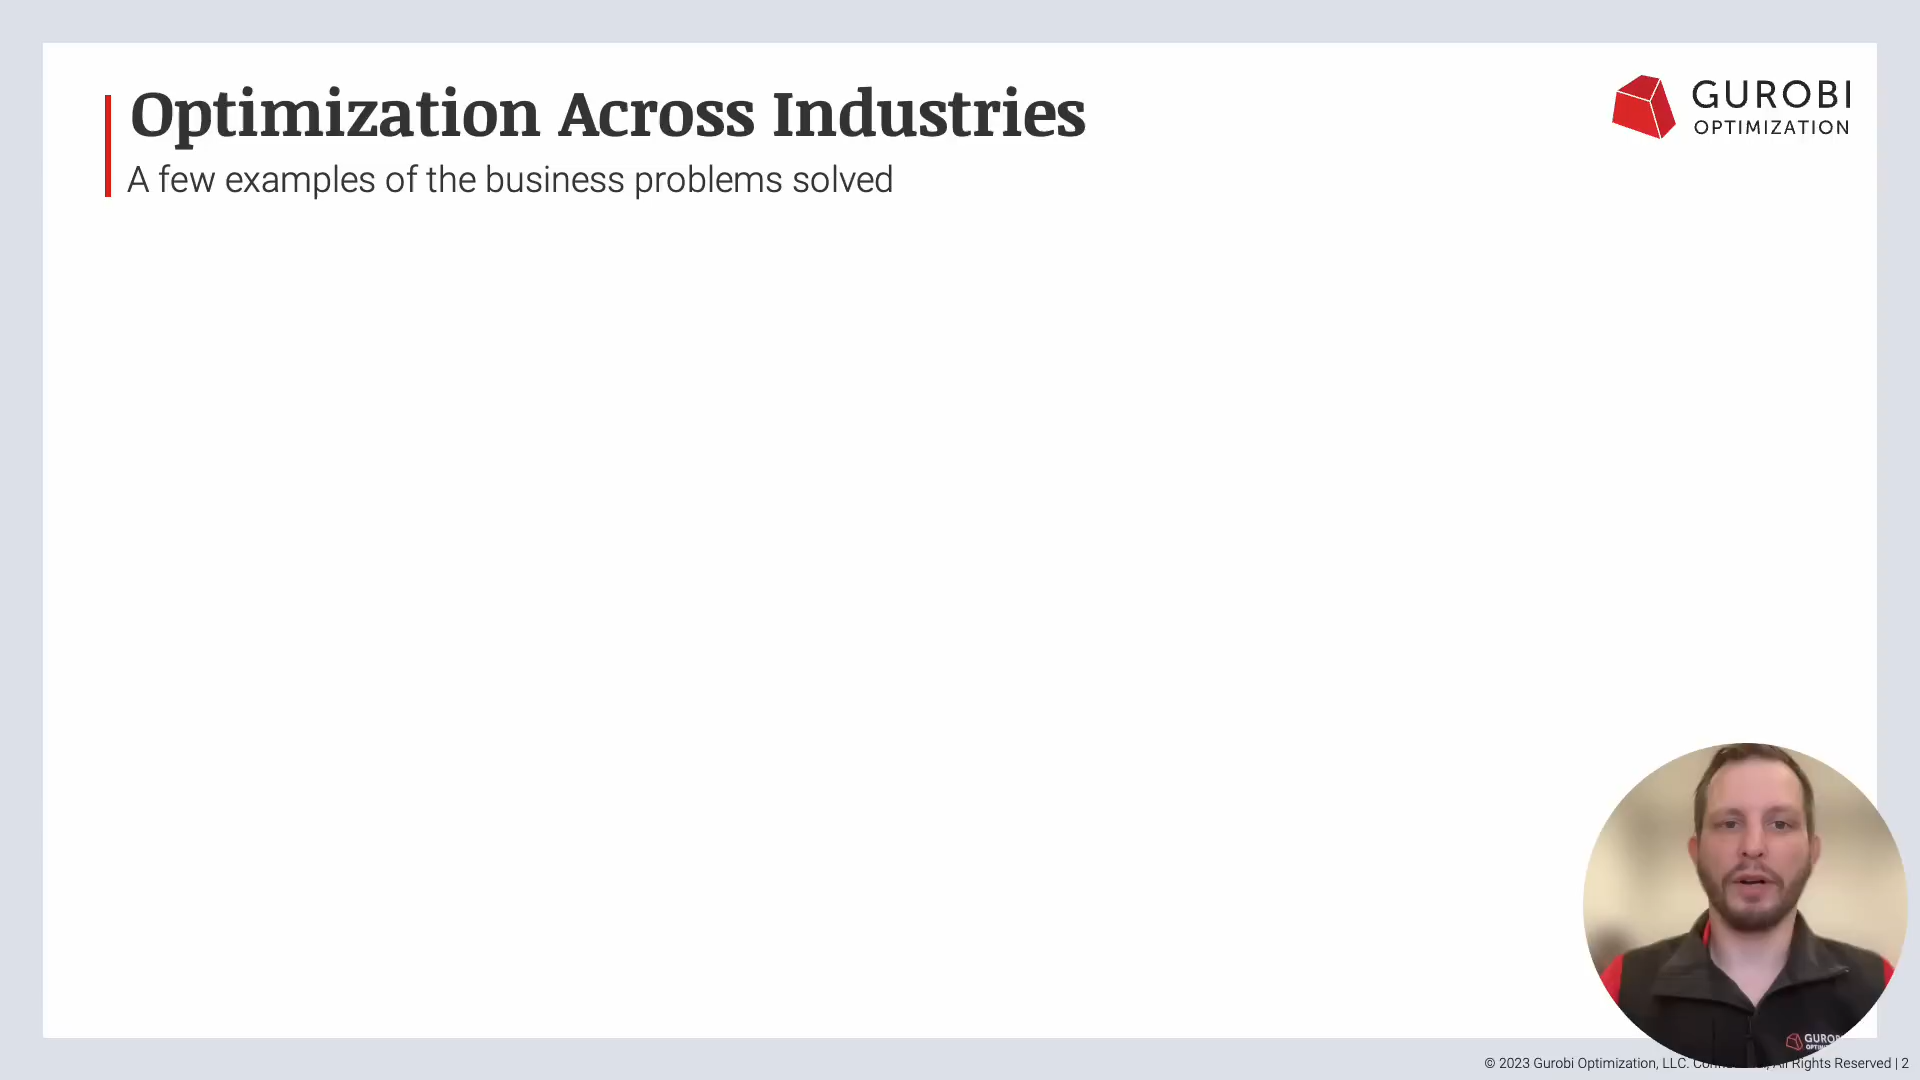 Optimization Across Industries
A few examples of the business problems solved
GUROBI
OPTIMIZATION
© 2023 Gurobi Optimization, LLC. All Rights Reserved | 2